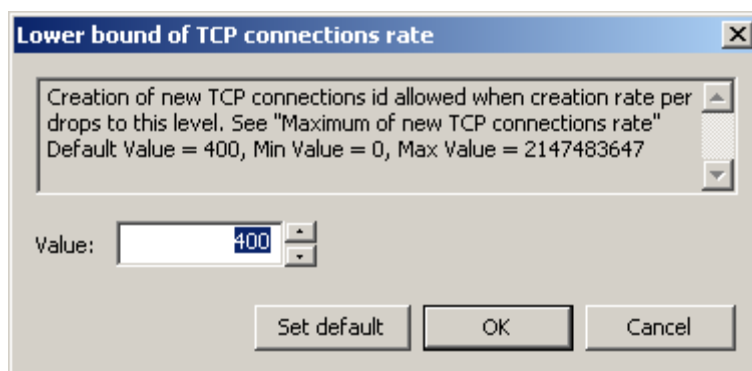 Lower bound of TCP connections rate
Creation of new TCP connections id allowed when creation rate per
drops to this level. See "Maximum of new TCP connections rate"
Default Value = 400, Min Value = 0, Max Value = 2147483647
Value: 400
Set default OK Cancel